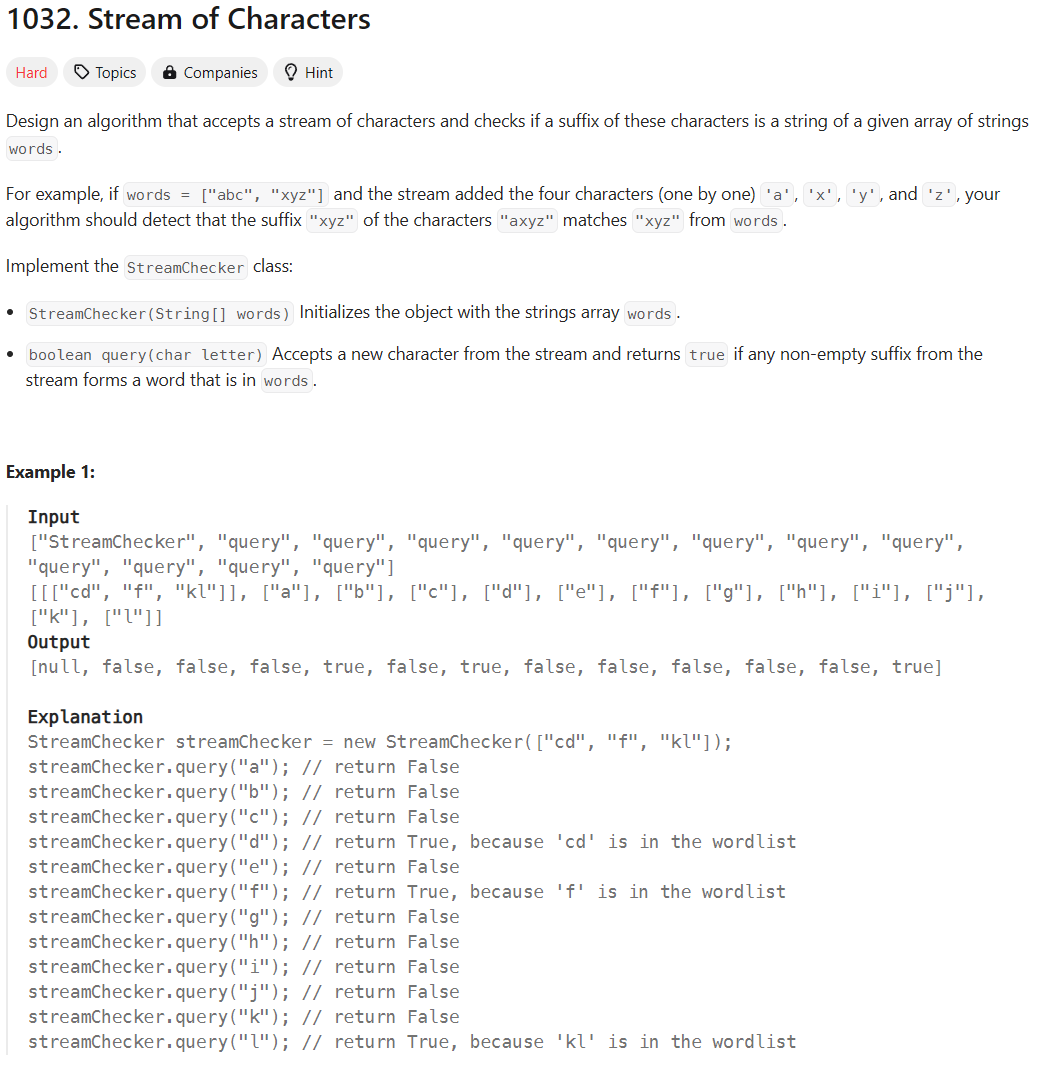 1032. Stream of Characters
Hard Topics Companies Hint
Design an algorithm that accepts a stream of characters and checks if a suffix of these characters is a string of a given array of strings
words .
For example, if words = ["abc", "xyz"] and the stream added the four characters (one by one) 'a', 'x', 'y', and 'z', your
algorithm should detect that the suffix "xyz" of the characters "axyz" matches "xyz" from words.
Implement the StreamChecker class:
• StreamChecker(String[] words) Initializes the object with the strings array words.
• boolean query(char letter) Accepts a new character from the stream and returns true if any non-empty suffix from the
stream forms a word that is in words.
Example 1:
Input
["StreamChecker", "query", "query", "query", "query", "query", "query", "query", "query",
"query", "query", "query", "query"]
[[["cd", "f", "kl"]], ["a"], ["b"], ["c"], ["d"], ["e"], ["f"], ["g"], ["h"], ["i"], ["j"],
["k"], ["l"]]
Output
[null, false, false, false, true, false, true, false, false, false, false, false, true]
Explanation
StreamChecker streamChecker = new StreamChecker(["cd", "f", "kl"]);
streamChecker.query("a"); // return False
streamChecker.query("b"); // return False
streamChecker.query("c"); // return False
streamChecker.query("d"); // return True, because 'cd' is in the wordlist
streamChecker.query("e"); // return False
streamChecker.query("f"); // return True, because 'f' is in the wordlist
streamChecker.query("g"); // return False
streamChecker.query("h"); // return False
streamChecker.query("i"); // return False
streamChecker.query("j"); // return False
streamChecker.query("k"); // return False
streamChecker.query("l"); // return True, because 'kl' is in the wordlist